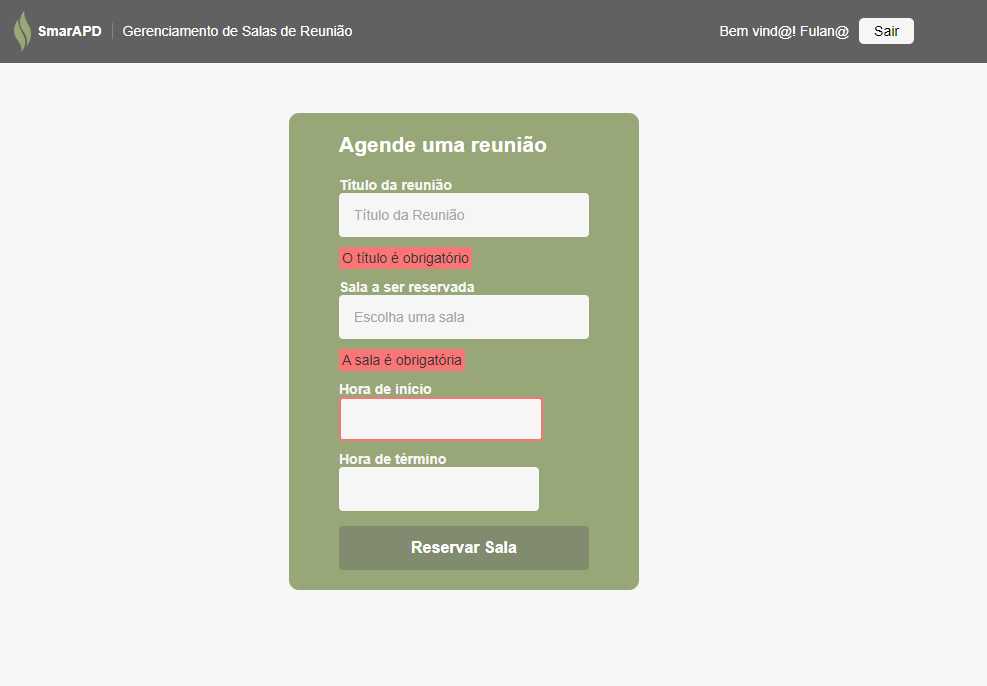 SmarAPD Gerenciamento de Salas de Reunião Bem vind@! Fulan@ Sair
Agende uma reunião
Título da reunião
Título da Reunião
O título é obrigatório
Sala a ser reservada
Escolha uma sala
A sala é obrigatória
Hora de início
Hora de término
Reservar Sala